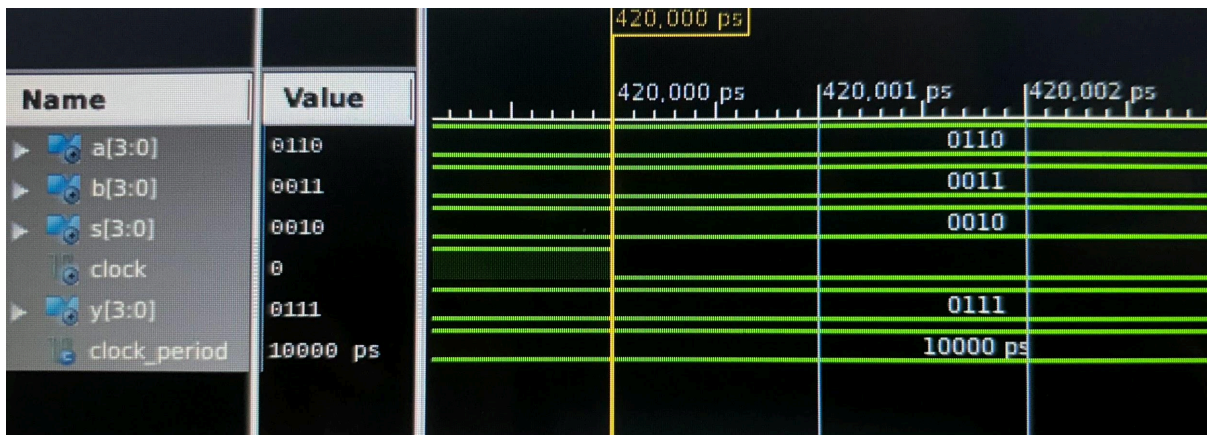 420,000 ps
Name Value 420,000 ps 420,001 ps 420,002 ps
a[3:0] 0110 0110
b[3:0] 0011 0011
s[3:0] 0010 0010
clock 0
y[3:0] 0111 0111
clock_period 10000 ps 10000 ps